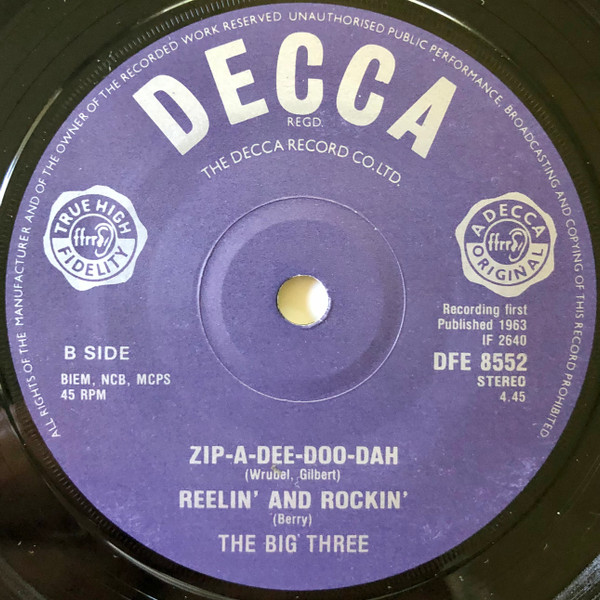 ALL RIGHTS OF THE MANUFACTURER AND OF THE OWNER OF THE RECORDED WORK RESERVED. UNAUTHORISED PUBLIC PERFORMANCE, BROADCASTING AND COPYING OF THIS RECORD PROHIBITED.
DECCA
REGD.
THE DECCA RECORD CO. LTD.
TRUE HIGH
ffrr
FIDELITY
A DECCA
ffrr
ORIGINAL
Recording first
Published 1963
IF 2640
DFE 8552
STEREO
4.45
B SIDE
BIEM, NCB, MCPS
45 RPM
ZIP-A-DEE-DOO-DAH
(Wrubel, Gilbert)
REELIN' AND ROCKIN'
(Berry)
THE BIG THREE